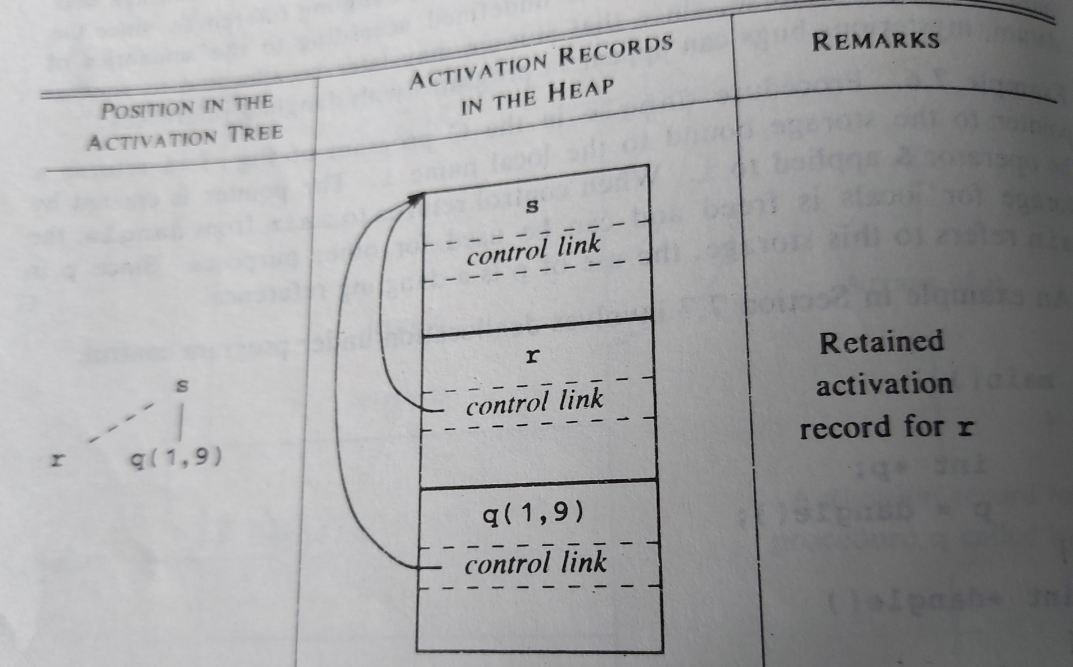 POSITION IN THE
ACTIVATION TREE
ACTIVATION RECORDS
IN THE HEAP
REMARKS
s
r
q(1,9)
s
control link
r
control link
q(1,9)
control link
Retained
activation
record for r